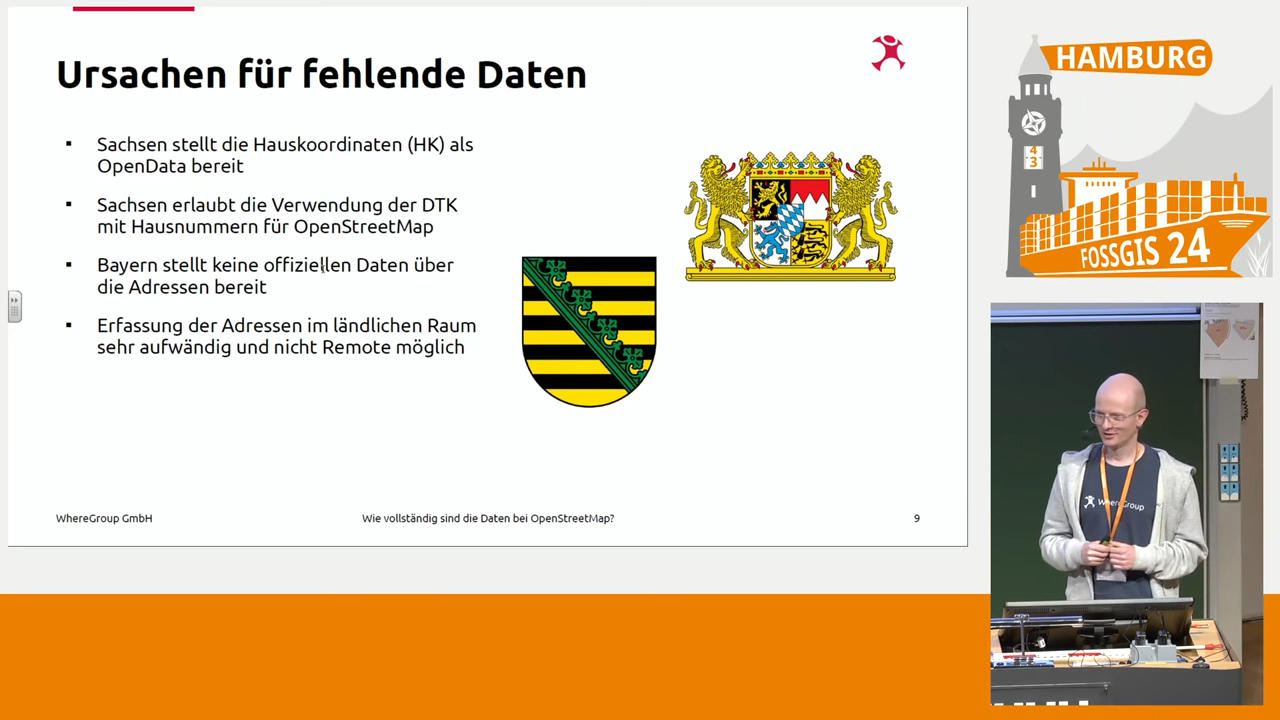 Ursachen für fehlende Daten
▪ Sachsen stellt die Hauskoordinaten (HK) als
OpenData bereit
▪ Sachsen erlaubt die Verwendung der DTK
mit Hausnummern für OpenStreetMap
▪ Bayern stellt keine offiziellen Daten über
die Adressen bereit
▪ Erfassung der Adressen im ländlichen Raum
sehr aufwändig und nicht Remote möglich
WhereGroup GmbH
Wie vollständig sind die Daten bei OpenStreetMap?
9
HAMBURG
4
3
FOSSGIS 24
WhereGroup